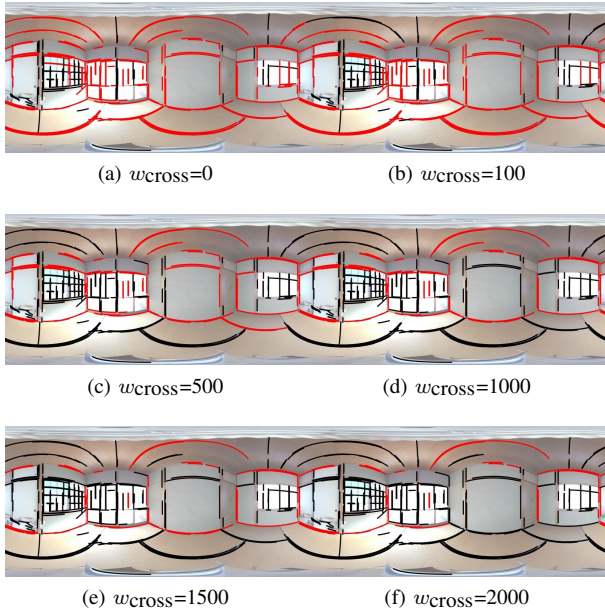 (a) wcross=0
(b) wcross=100
(c) wcross=500
(d) wcross=1000
(e) wcross=1500
(f) wcross=2000